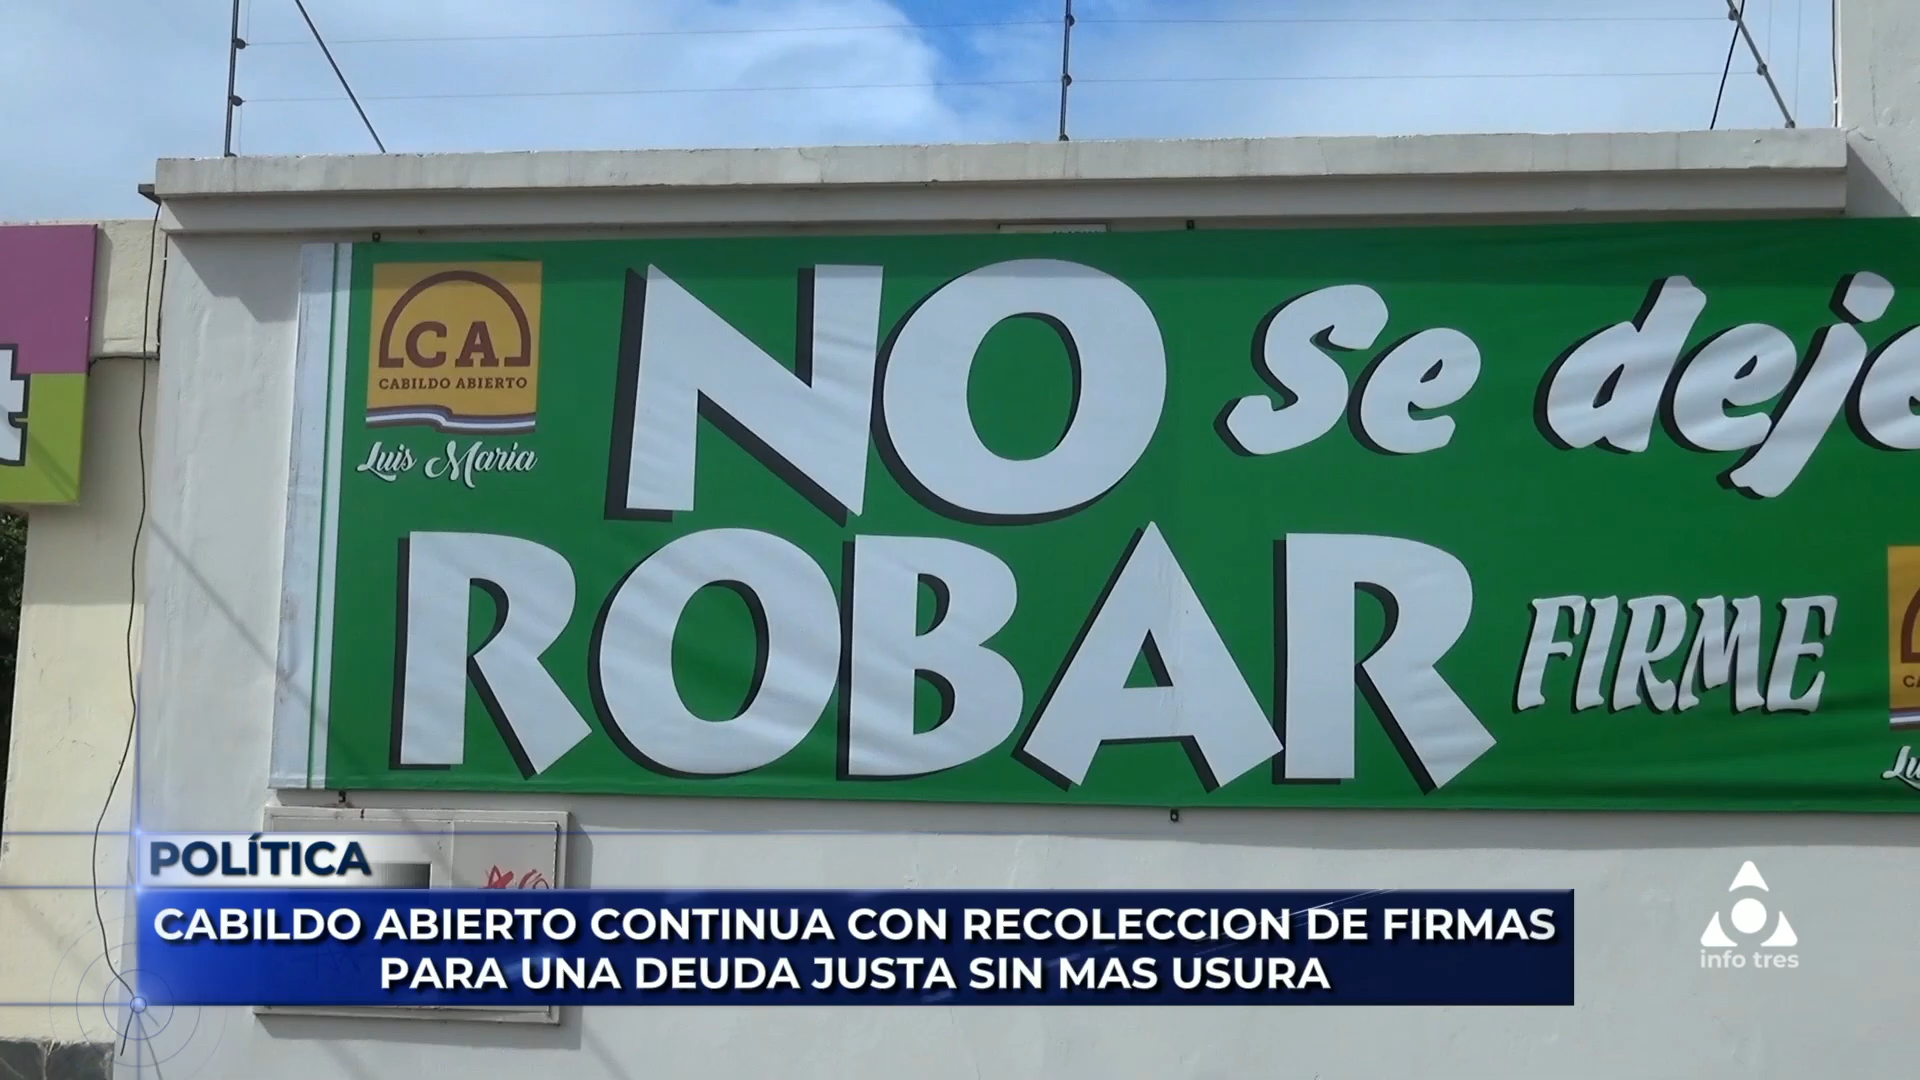 CA
CABILDO ABIERTO
Luis María
NO Se deje
ROBAR FIRME
POLÍTICA
CABILDO ABIERTO CONTINUA CON RECOLECCION DE FIRMAS
PARA UNA DEUDA JUSTA SIN MAS USURA
info tres